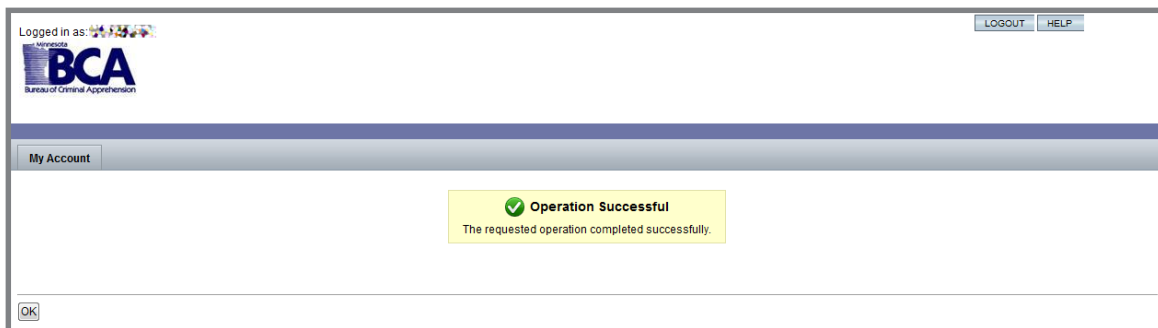 Logged in as:
LOGOUT HELP
Minnesota
BCA
Bureau of Criminal Apprehension
My Account
Operation Successful
The requested operation completed successfully.
OK